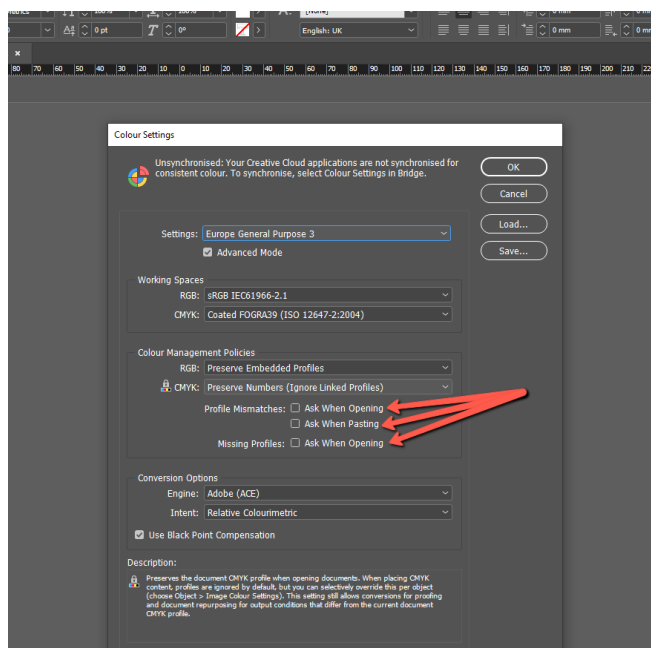 0 pt
0°
English: UK
0 mm
×
80 70 60 50 40 30 20 10 0 10 20 30 40 50 60 70 80 90 100 110 120 130 140 150 160 170 180 190 200 210 22
Colour Settings
Unsynchronised: Your Creative Cloud applications are not synchronised for
consistent colour. To synchronise, select Colour Settings in Bridge.
OK
Cancel
Load...
Save...
Settings: Europe General Purpose 3
Advanced Mode
Working Spaces
RGB: sRGB IEC61966-2.1
CMYK: Coated FOGRA39 (ISO 12647-2:2004)
Colour Management Policies
RGB: Preserve Embedded Profiles
CMYK: Preserve Numbers (Ignore Linked Profiles)
Profile Mismatches: Ask When Opening
Ask When Pasting
Missing Profiles: Ask When Opening
Conversion Options
Engine: Adobe (ACE)
Intent: Relative Colourimetric
Use Black Point Compensation
Description:
Preserves the document CMYK profile when opening documents. When placing CMYK
content, profiles are ignored by default, but you can selectively override this per object
(choose Object > Image Colour Settings). This setting still allows conversions for proofing
and document repurposing for output conditions that differ from the current document
CMYK profile.